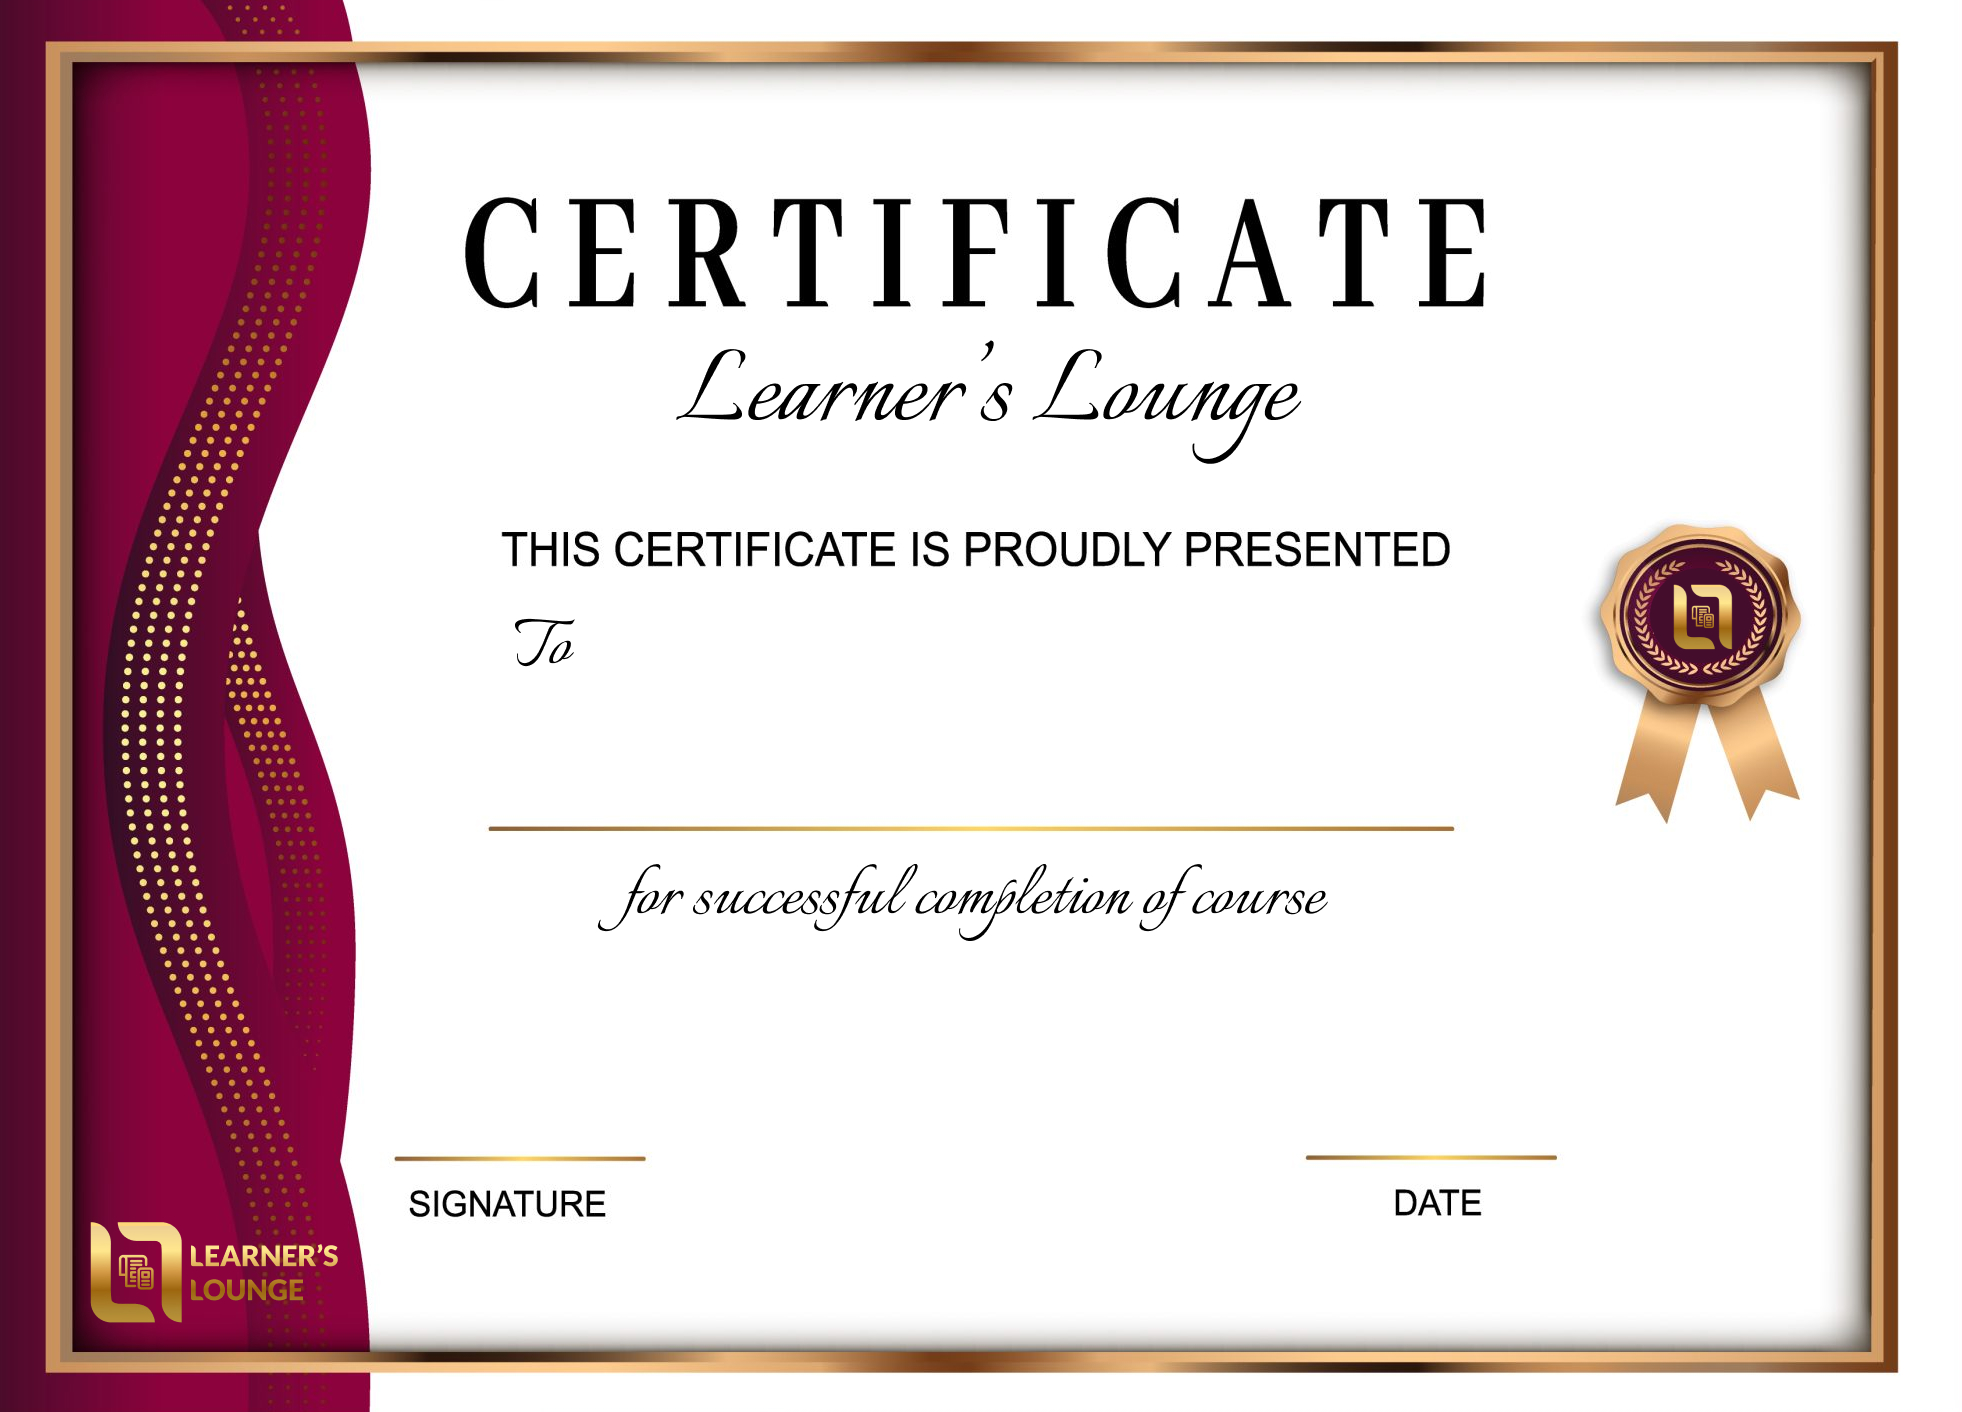 CERTIFICATE
Learner's Lounge
THIS CERTIFICATE IS PROUDLY PRESENTED
To
for successful completion of course
SIGNATURE
DATE
LEARNER'S
LOUNGE